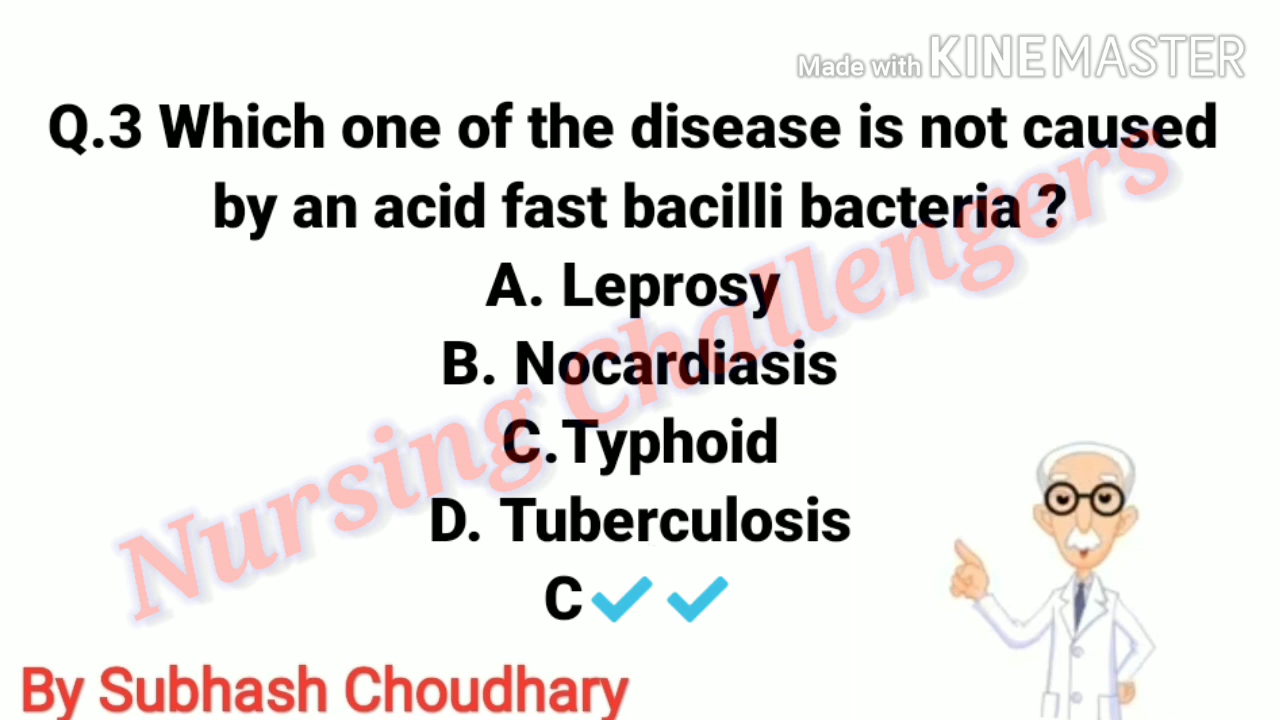 Made with KINEMASTER
Q.3 Which one of the disease is not caused
by an acid fast bacilli bacteria ?
A. Leprosy
B. Nocardiasis
C.Typhoid
D. Tuberculosis
C
Nursing Challengers
By Subhash Choudhary